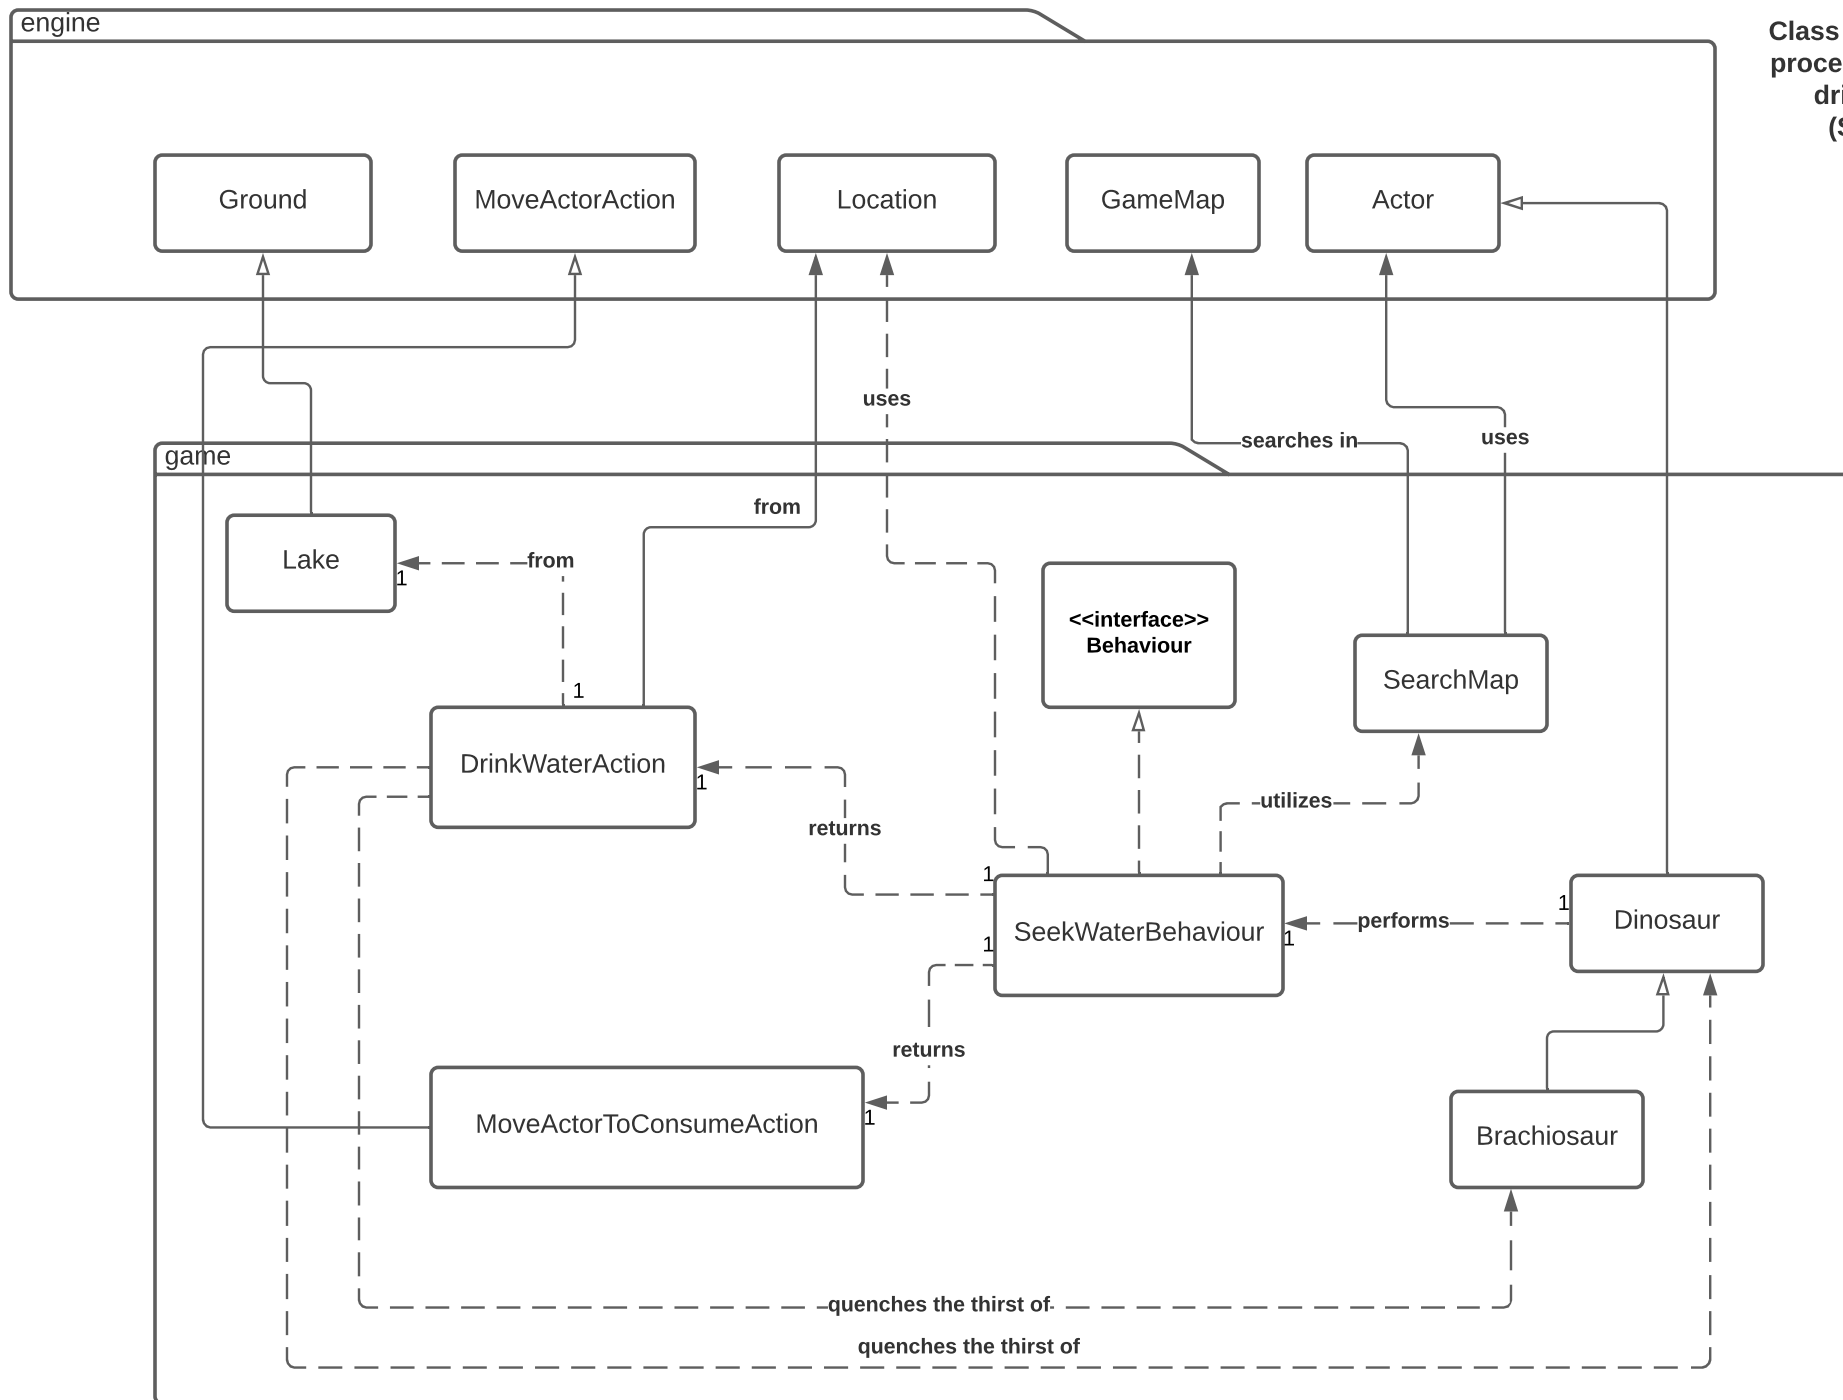 engine
Class
proce
dri
(S
Ground
MoveActorAction
Location
GameMap
Actor
uses
searches in
uses
game
from
Lake
from
1
<<interface>>
Behaviour
SearchMap
1
DrinkWaterAction
1
utilizes
returns
1
SeekWaterBehaviour
1
performs
1
Dinosaur
1
returns
MoveActorToConsumeAction
1
Brachiosaur
quenches the thirst of
quenches the thirst of